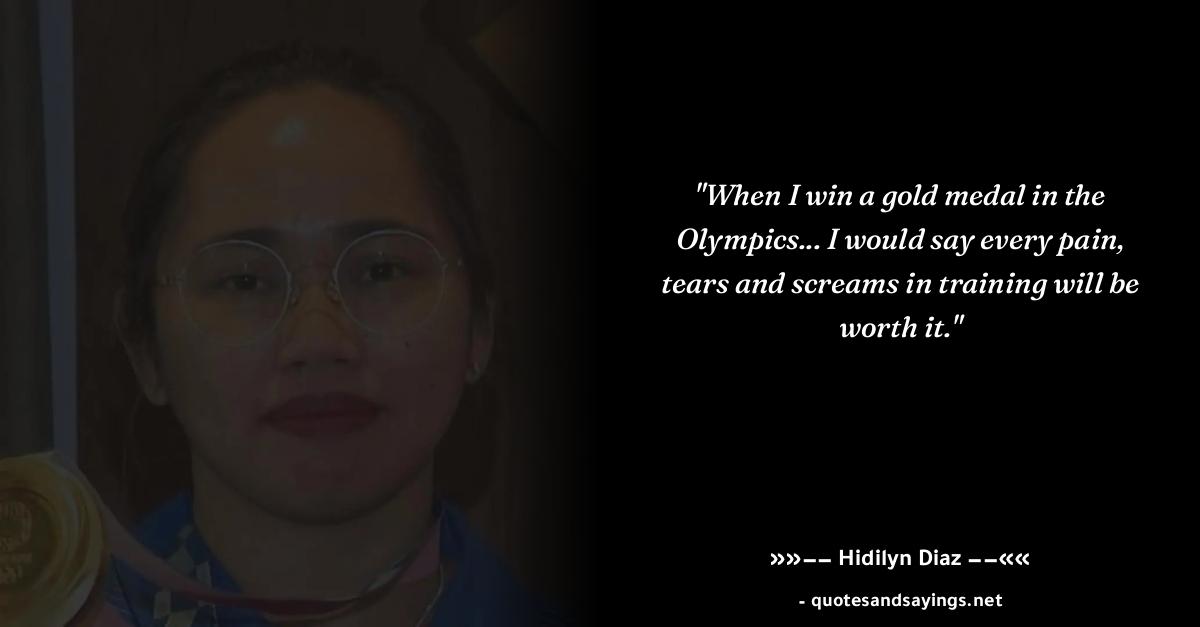 "When I win a gold medal in the
Olympics... I would say every pain,
tears and screams in training will be
worth it."
»»−− Hidilyn Diaz −−««
- quotesandsayings.net